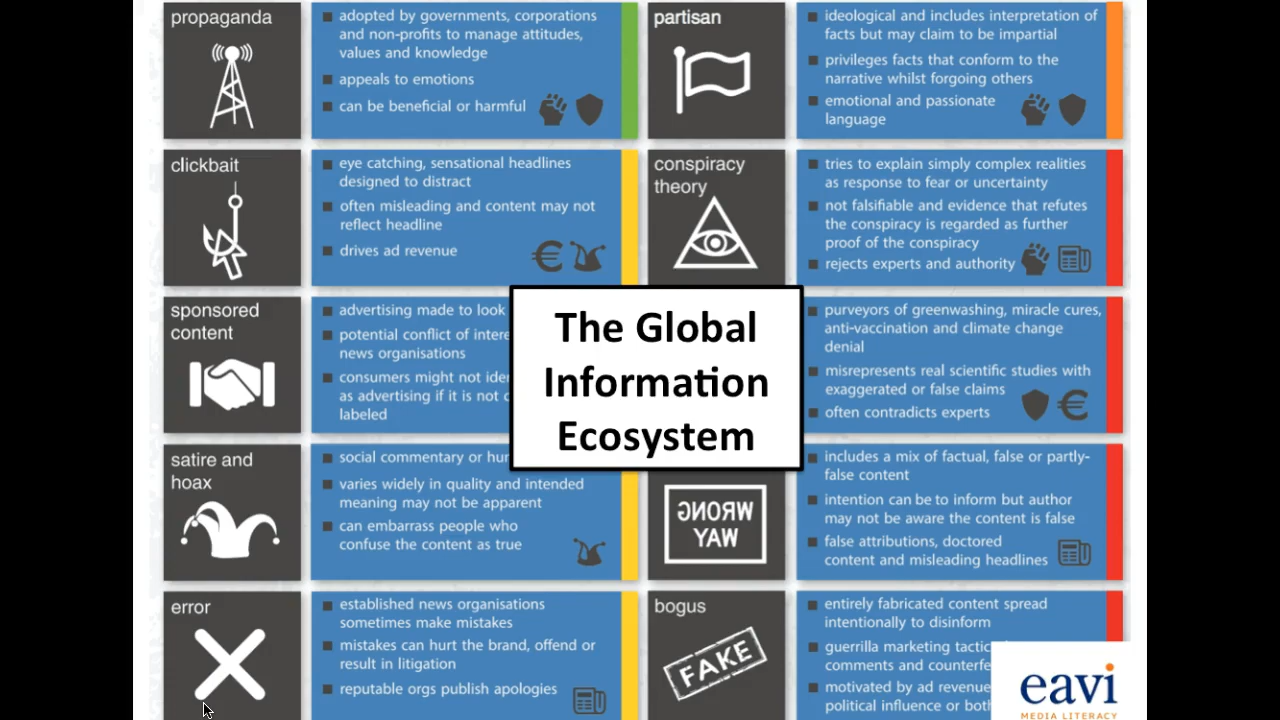 propaganda
adopted by governments, corporations
and non-profits to manage attitudes,
values and knowledge
appeals to emotions
can be beneficial or harmful
partisan
ideological and includes interpretation of
facts but may claim to be impartial
privileges facts that conform to the
narrative whilst forgoing others
emotional and passionate
language
clickbait
eye catching, sensational headlines
designed to distract
often misleading and content may not
reflect headline
drives ad revenue
conspiracy
theory
tries to explain simply complex realities
as response to fear or uncertainty
not falsifiable and evidence that refutes
the conspiracy is regarded as further
proof of the conspiracy
rejects experts and authority
sponsored
content
advertising made to look
potential conflict of
news organisations
consumers might not
as advertising if it is not
labeled
The Global
Information
Ecosystem
purveyors of greenwashing, miracle cures,
anti-vaccination and climate change
denial
misrepresents real scientific studies with
exaggerated or false claims
often contradicts experts
satire and
hoax
social commentary or
varies widely in quality and intended
meaning may not be apparent
can embarrass people who
confuse the content as true
WRONG
WAY
includes a mix of factual, false or partly-
false content
intention can be to inform but author
may not be aware the content is false
false attributions, doctored
content and misleading headlines
error
established news organisations
sometimes make mistakes
mistakes can hurt the brand, offend or
result in litigation
reputable orgs publish apologies
bogus
FAKE
entirely fabricated content spread
intentionally to disinform
guerrilla marketing
comments and
motivated by ad revenue
political influence or
eavi
MEDIA LITERACY